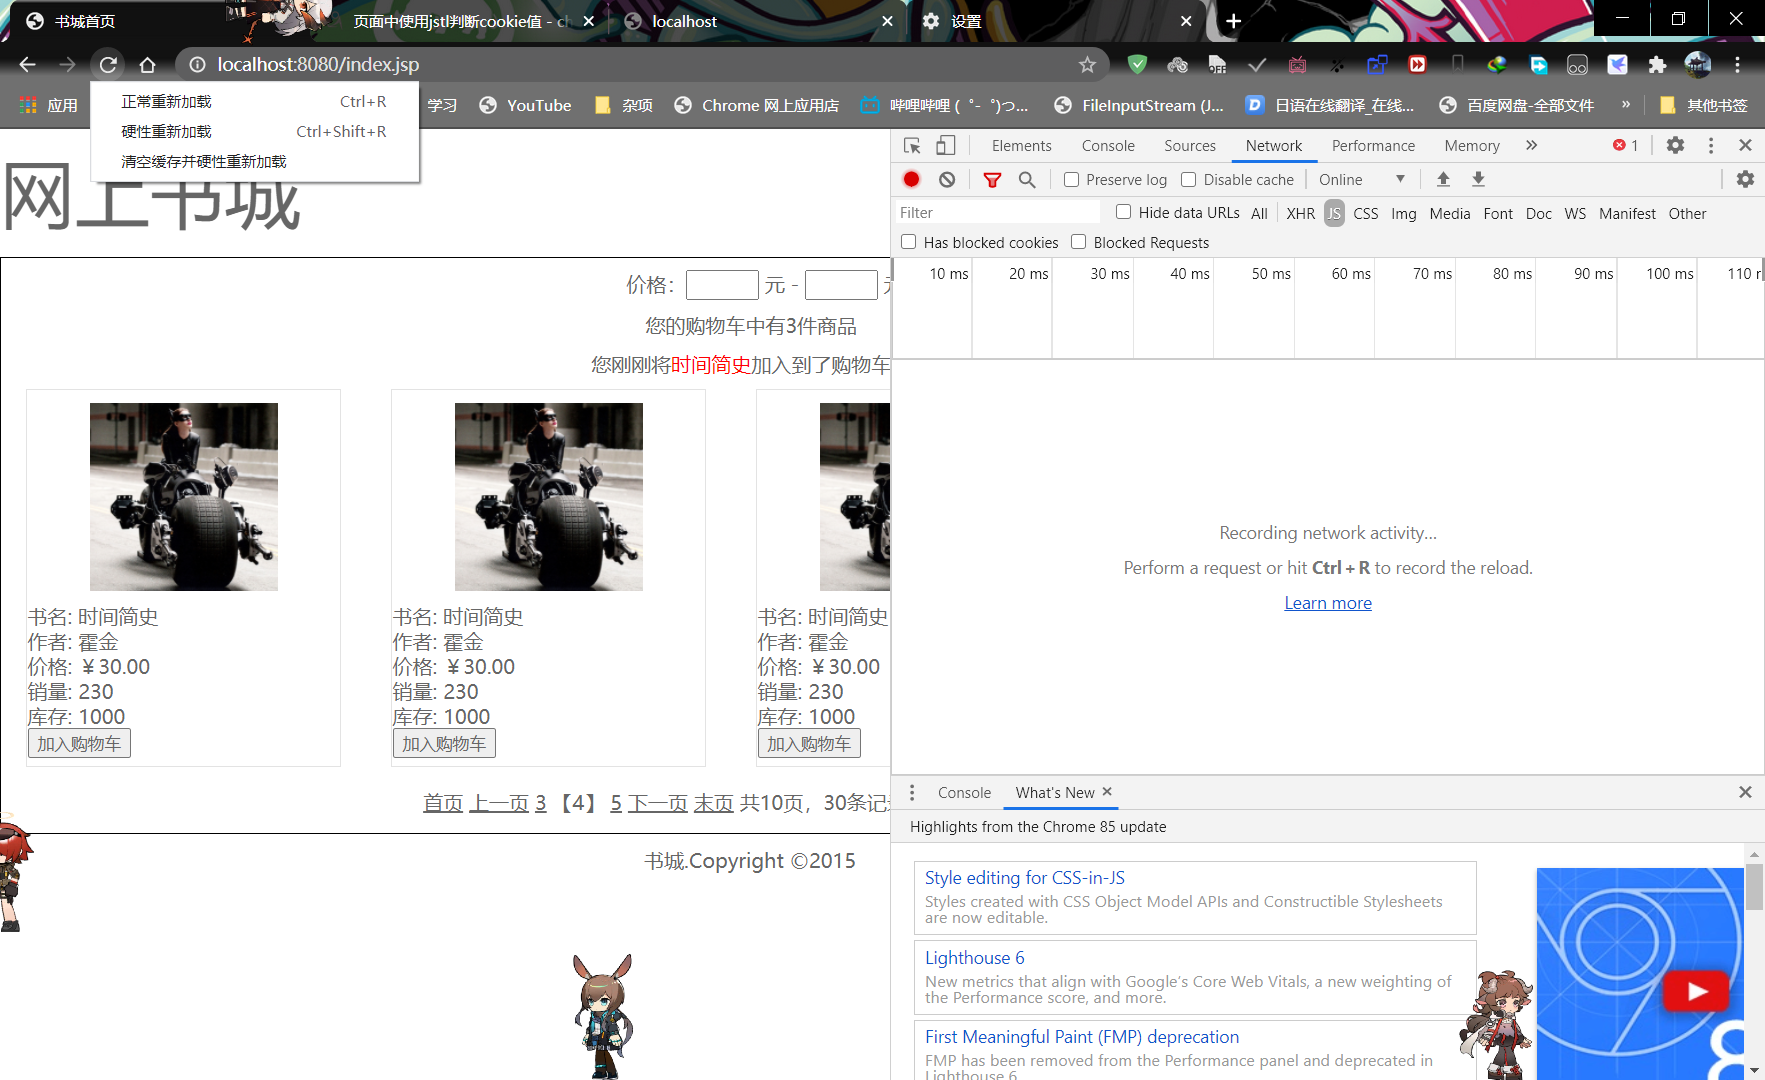 书城首页
页面中使用jstl判断cookie值 - ch
localhost
设置
localhost:8080/index.jsp
OFF
应用
学习
YouTube
杂项
Chrome 网上应用店
哔哩哔哩 ( ゜- ゜)つ...
FileInputStream (J...
日语在线翻译_在线...
百度网盘-全部文件
»
其他书签
正常重新加载 Ctrl+R
硬性重新加载 Ctrl+Shift+R
清空缓存并硬性重新加载
网上书城
价格： 元 - 元
您的购物车中有3件商品
您刚刚将时间简史加入到了购物车
书名: 时间简史
作者: 霍金
价格: ￥30.00
销量: 230
库存: 1000
加入购物车
书名: 时间简史
作者: 霍金
价格: ￥30.00
销量: 230
库存: 1000
加入购物车
书名: 时间简史
作者: 霍金
价格: ￥30.00
销量: 230
库存: 1000
加入购物车
首页 上一页 3 【4】 5 下一页 末页 共10页，30条记录
书城.Copyright ©2015
Elements Console Sources Network Performance Memory » 1
Preserve log Disable cache Online
Filter Hide data URLs All XHR JS CSS Img Media Font Doc WS Manifest Other
Has blocked cookies Blocked Requests
10 ms 20 ms 30 ms 40 ms 50 ms 60 ms 70 ms 80 ms 90 ms 100 ms 110 r
Recording network activity...
Perform a request or hit Ctrl + R to record the reload.
Learn more
Console What's New
Highlights from the Chrome 85 update
Style editing for CSS-in-JS
Styles created with CSS Object Model APIs and Constructible Stylesheets
are now editable.
Lighthouse 6
New metrics that align with Google's Core Web Vitals, a new weighting of
the Performance score, and more.
First Meaningful Paint (FMP) deprecation
FMP has been removed from the Performance panel and deprecated in
Lighthouse 6.